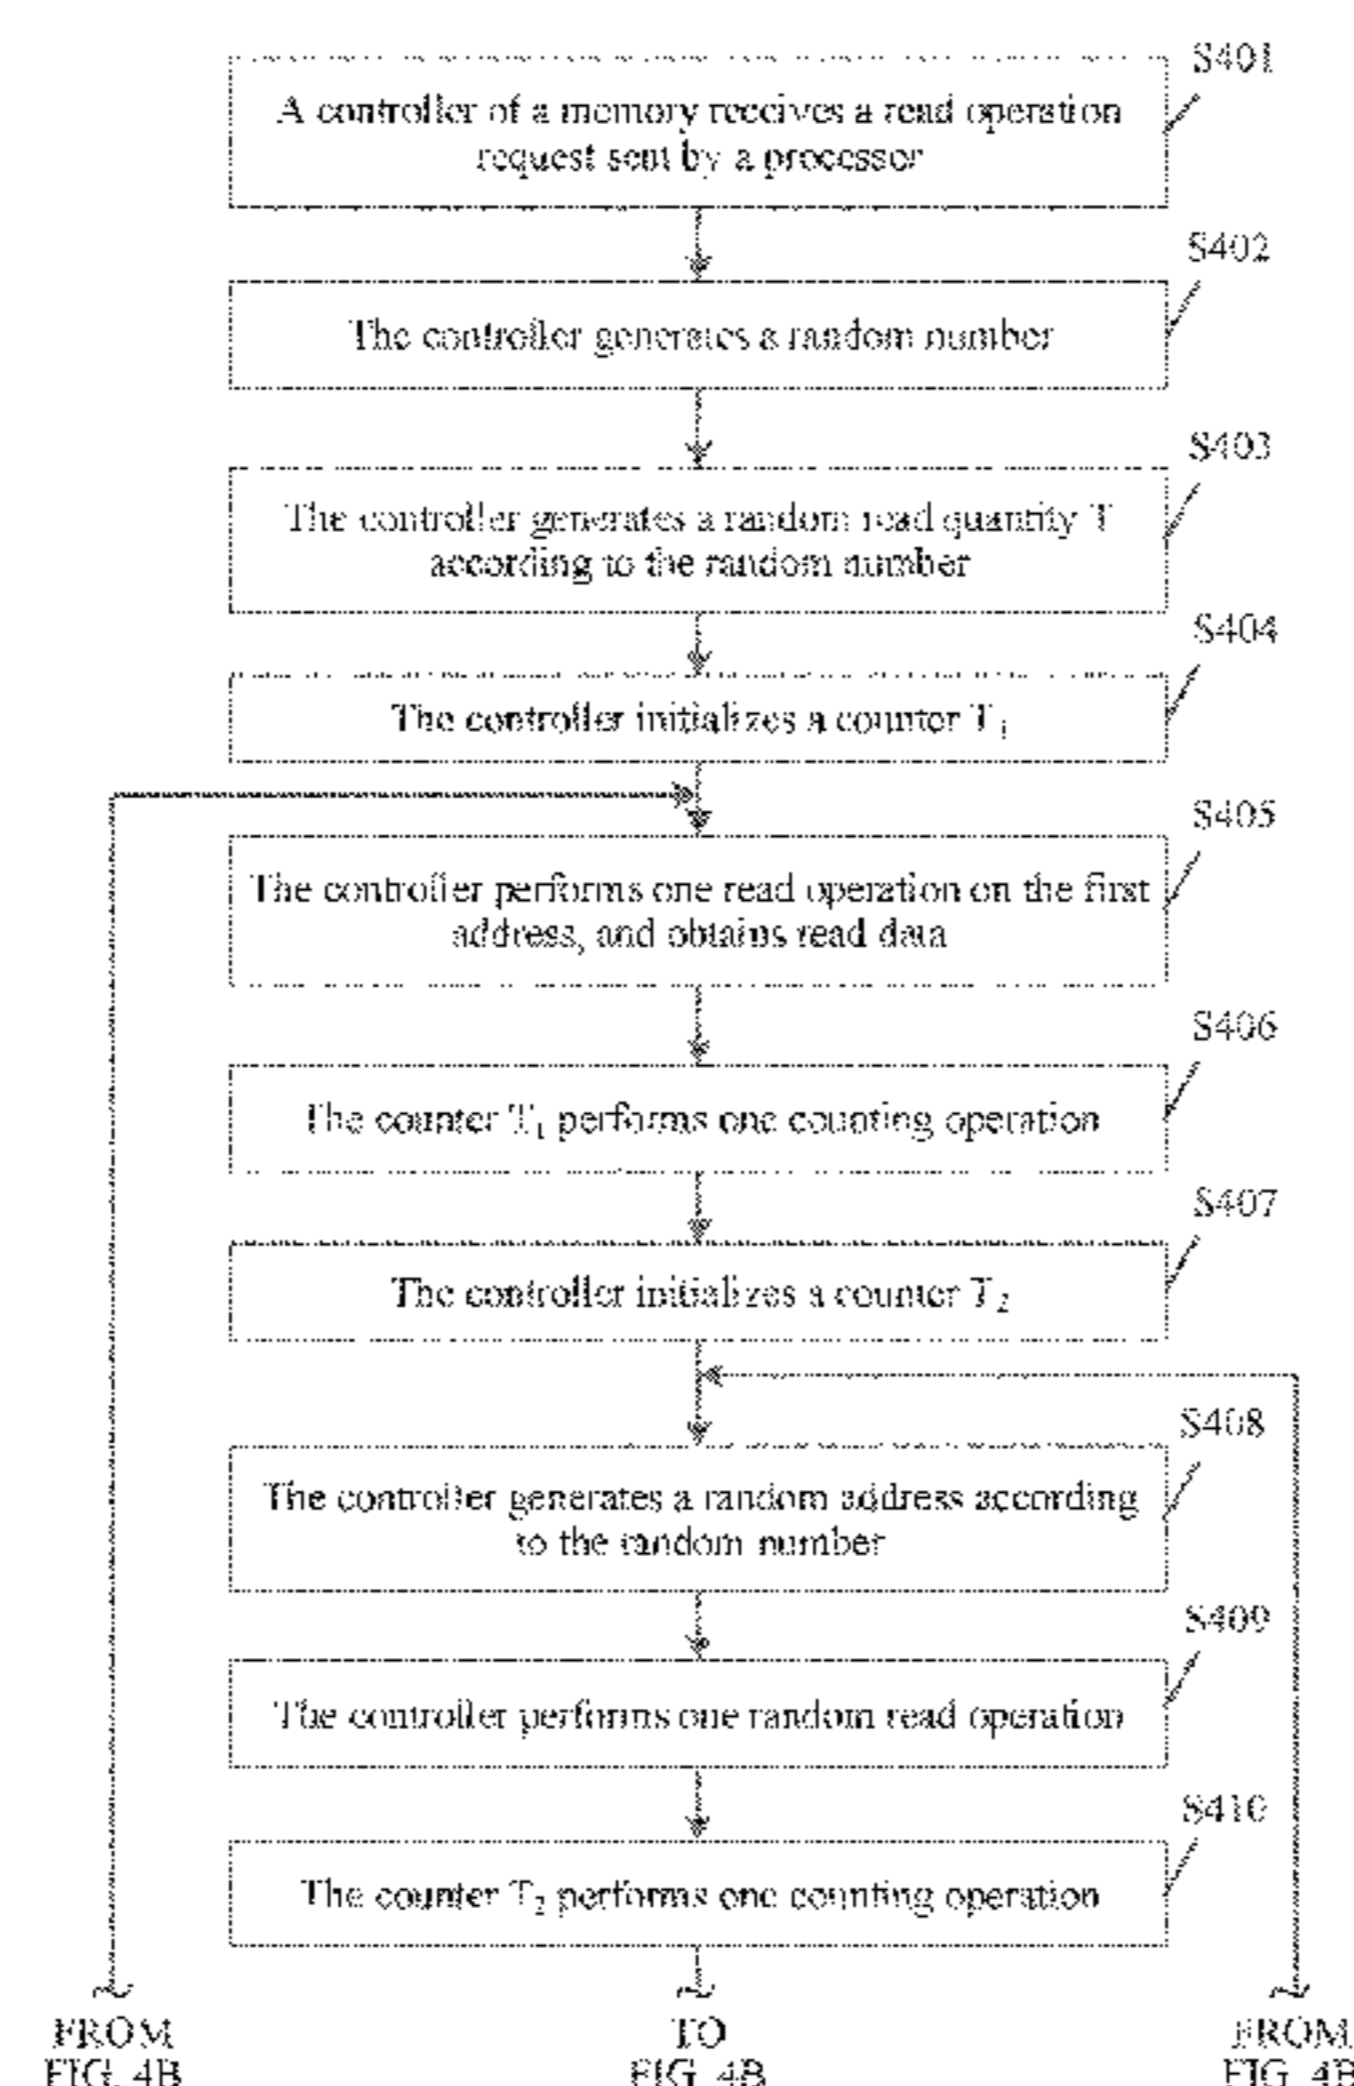 S401
A controller of a memory receives a read operation
request sent by a processor
S402
The controller generates a random number
S403
The controller generates a random read quantity T
according to the random number
S404
The controller initializes a counter T₁
S405
The controller performs one read operation on the first
address, and obtains read data
S406
The counter T₁ performs one counting operation
S407
The controller initializes a counter T₂
S408
The controller generates a random address according
to the random number
S409
The controller performs one random read operation
S410
The counter T₂ performs one counting operation
FROM
FIG. 4B
TO
FIG. 4B
FROM
FIG. 4B